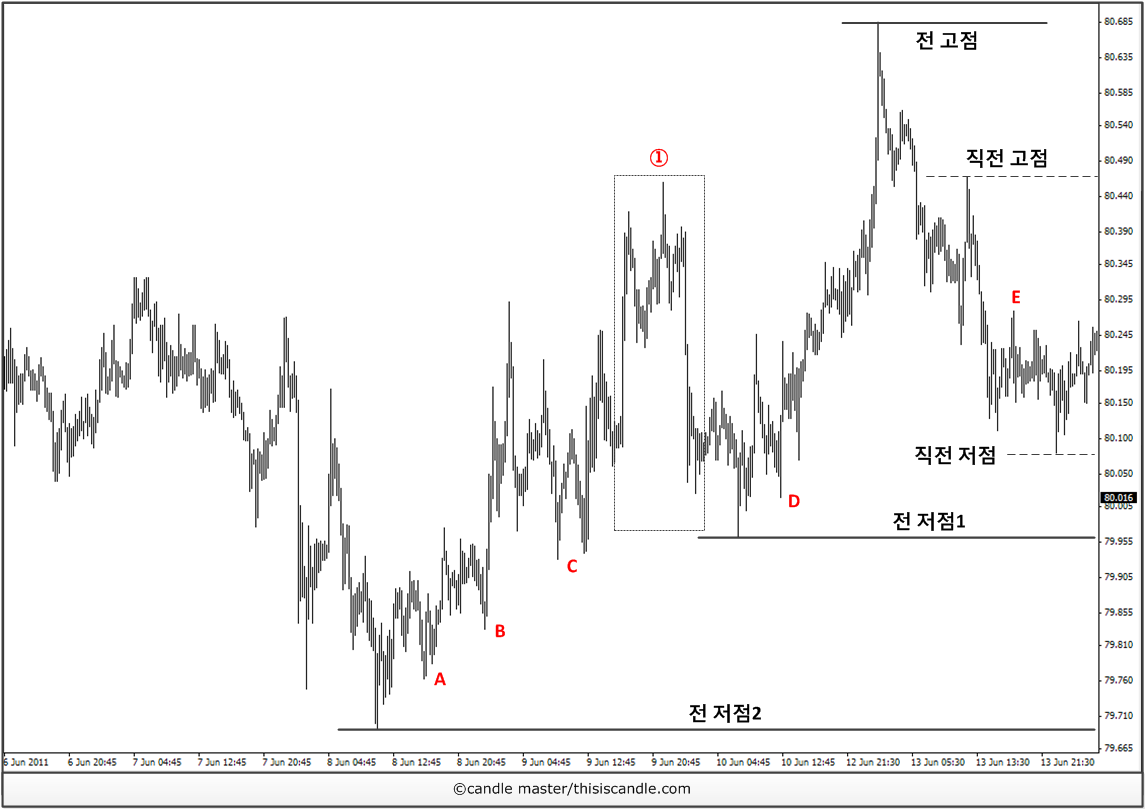 80.685
전 고점
80.635
80.585
80.540
①
직전 고점
80.490
80.440
80.390
80.345
E
80.295
80.245
80.195
80.150
80.100
직전 저점
80.050
D
80.016
80.005
전 저점1
79.955
C
79.905
79.855
B
79.810
A
79.760
전 저점2
79.710
79.665
6 Jun 2011 6 Jun 20:45 7 Jun 04:45 7 Jun 12:45 7 Jun 20:45 8 Jun 04:45 8 Jun 12:45 8 Jun 20:45 9 Jun 04:45 9 Jun 12:45 9 Jun 20:45 10 Jun 04:45 10 Jun 12:45 12 Jun 21:30 13 Jun 05:30 13 Jun 13:30 13 Jun 21:30
©candle master/thisiscandle.com